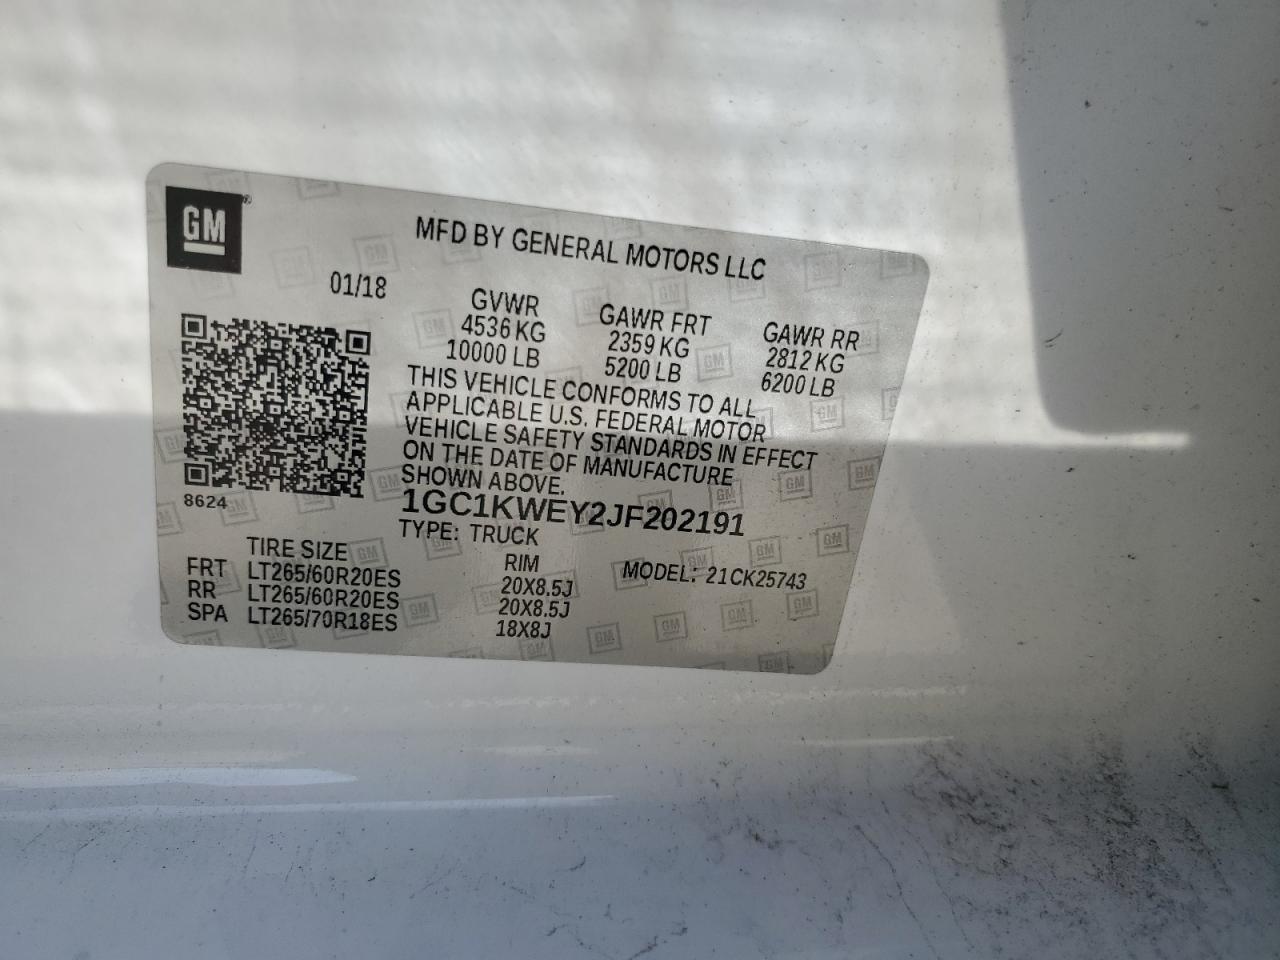 GM
MFD BY GENERAL MOTORS LLC
01/18
GVWR
4536 KG
10000 LB
GAWR FRT
2359 KG
5200 LB
GAWR RR
2812 KG
6200 LB
THIS VEHICLE CONFORMS TO ALL
APPLICABLE U.S. FEDERAL MOTOR
VEHICLE SAFETY STANDARDS IN EFFECT
ON THE DATE OF MANUFACTURE
SHOWN ABOVE.
8624
1GC1KWEY2JF202191
TYPE: TRUCK
TIRE SIZE RIM MODEL: 21CK25743
FRT LT265/60R20ES 20X8.5J
RR LT265/60R20ES 20X8.5J
SPA LT265/70R18ES 18X8J